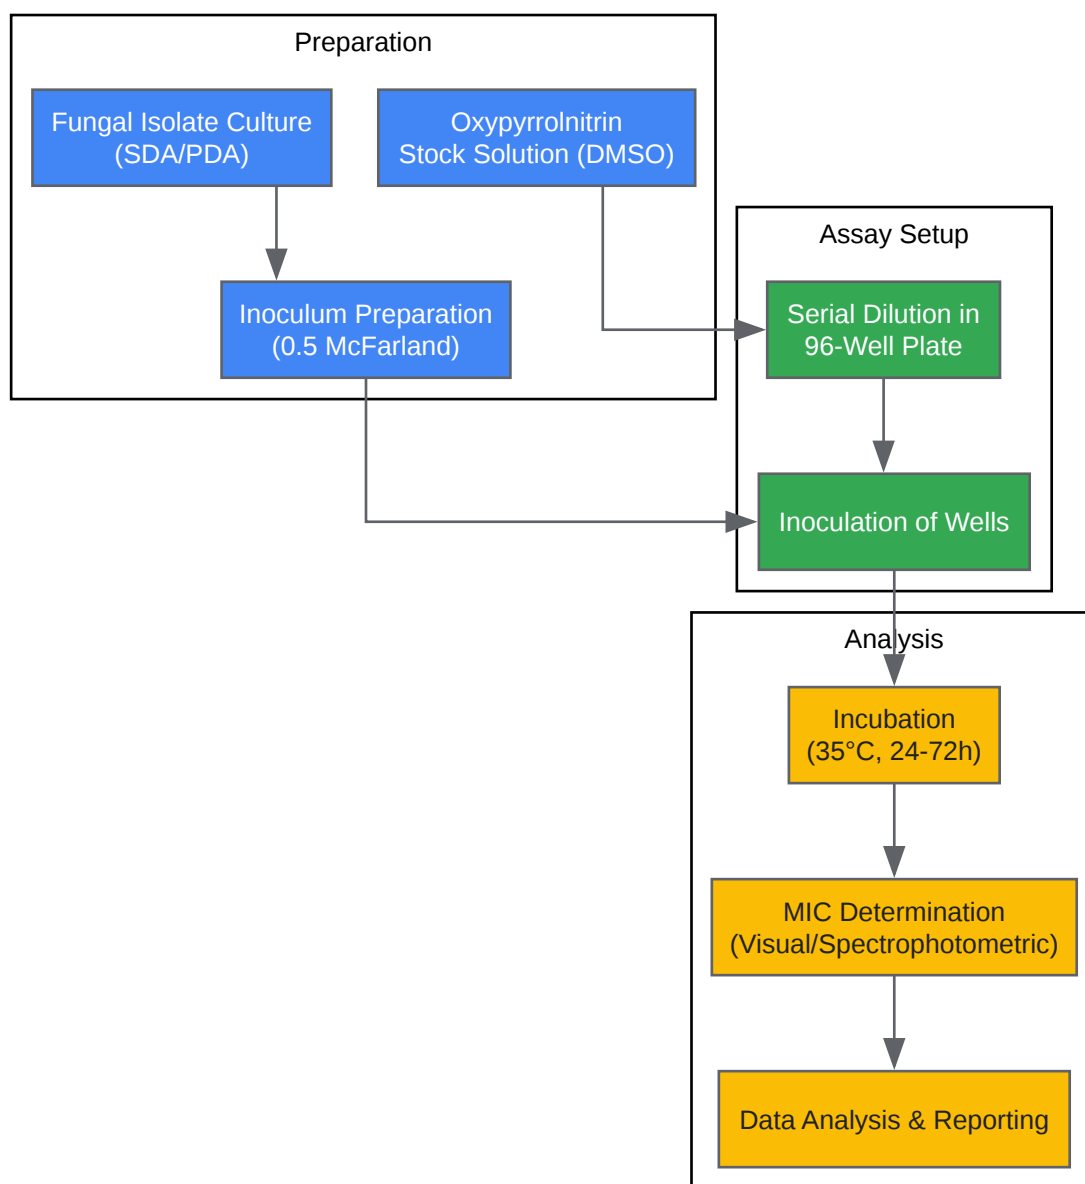 Preparation
Fungal Isolate Culture
(SDA/PDA)
Oxypyrrolnitrin
Stock Solution (DMSO)
Inoculum Preparation
(0.5 McFarland)
Assay Setup
Serial Dilution in
96-Well Plate
Inoculation of Wells
Analysis
Incubation
(35°C, 24-72h)
MIC Determination
(Visual/Spectrophotometric)
Data Analysis & Reporting